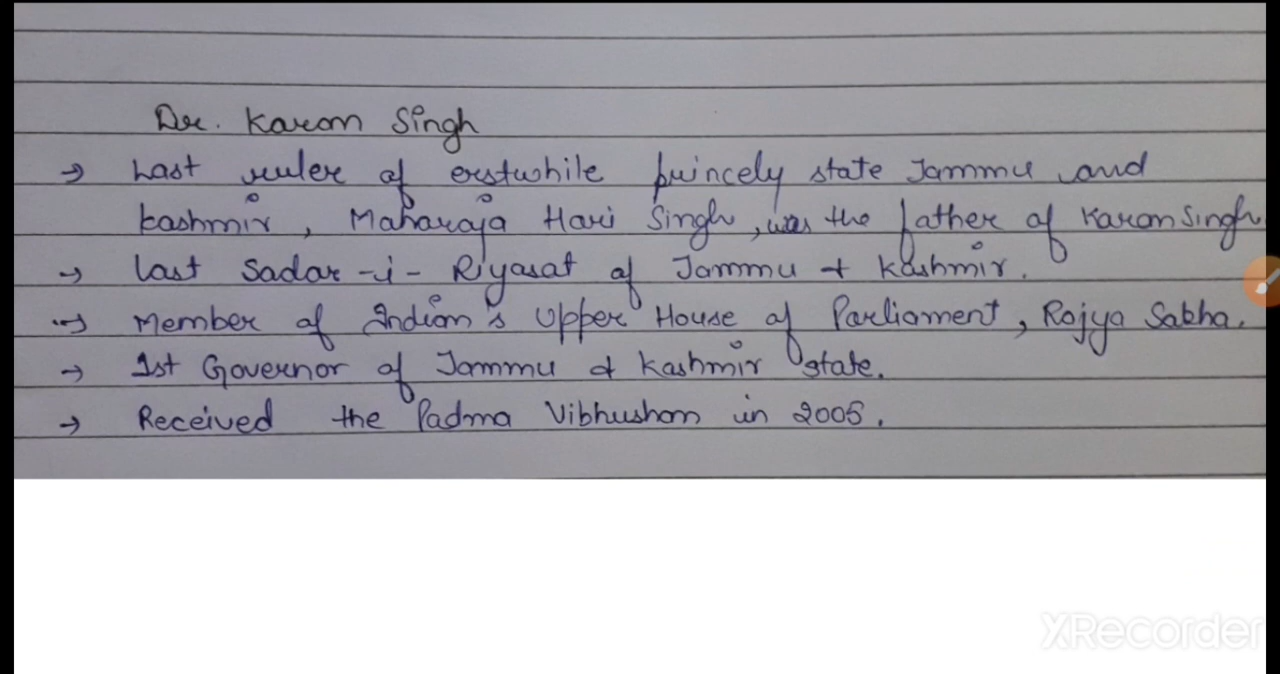 Dr. Karan Singh
→ Last ruler of erstwhile princely state Jammu and
Kashmir, Maharaja Hari Singh, was the father of Karan Singh
→ Last Sadar-i-Riyasat of Jammu & Kashmir.
→ Member of Indian's Upper House of Parliament, Rajya Sabha.
→ 1st Governor of Jammu & Kashmir state.
→ Received the Padma Vibhushan in 2005.
XRecorder